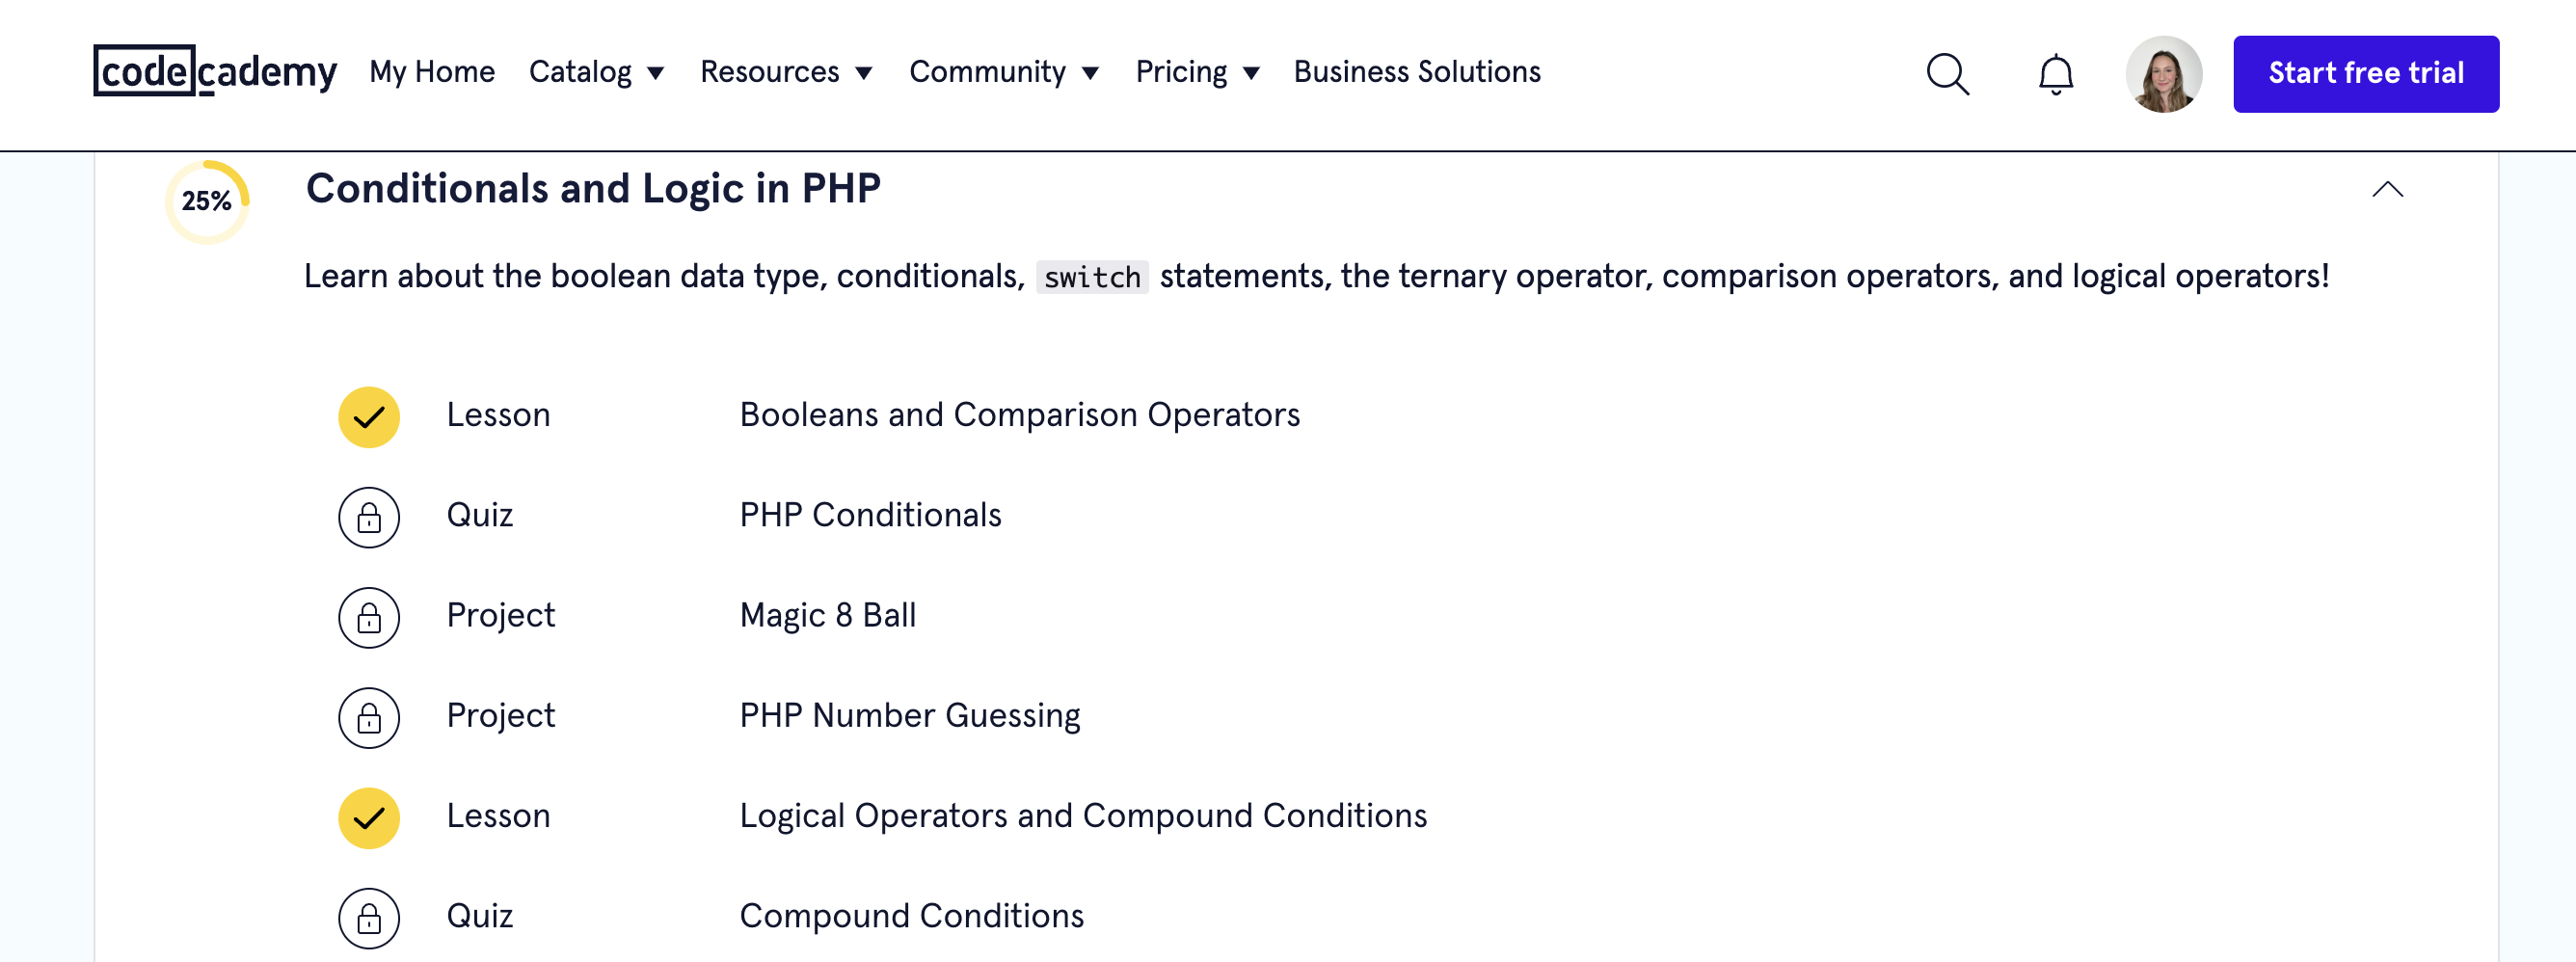 codecademy My Home Catalog Resources Community Pricing Business Solutions Start free trial
25% Conditionals and Logic in PHP
Learn about the boolean data type, conditionals, switch statements, the ternary operator, comparison operators, and logical operators!
Lesson Booleans and Comparison Operators
Quiz PHP Conditionals
Project Magic 8 Ball
Project PHP Number Guessing
Lesson Logical Operators and Compound Conditions
Quiz Compound Conditions